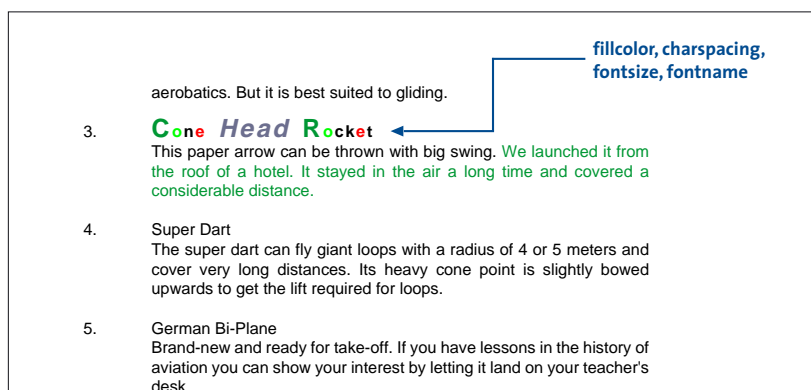 fillcolor, charspacing,
fontsize, fontname
aerobatics. But it is best suited to gliding.
3. Cone Head Rocket
This paper arrow can be thrown with big swing. We launched it from
the roof of a hotel. It stayed in the air a long time and covered a
considerable distance.
4. Super Dart
The super dart can fly giant loops with a radius of 4 or 5 meters and
cover very long distances. Its heavy cone point is slightly bowed
upwards to get the lift required for loops.
5. German Bi-Plane
Brand-new and ready for take-off. If you have lessons in the history of
aviation you can show your interest by letting it land on your teacher's
desk.